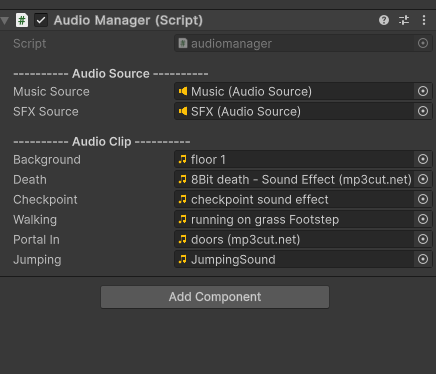 Audio Manager (Script)
Script audiomanager
---------- Audio Source ----------
Music Source Music (Audio Source)
SFX Source SFX (Audio Source)
---------- Audio Clip ----------
Background floor 1
Death 8Bit death - Sound Effect (mp3cut.net)
Checkpoint checkpoint sound effect
Walking running on grass Footstep
Portal In doors (mp3cut.net)
Jumping JumpingSound
Add Component